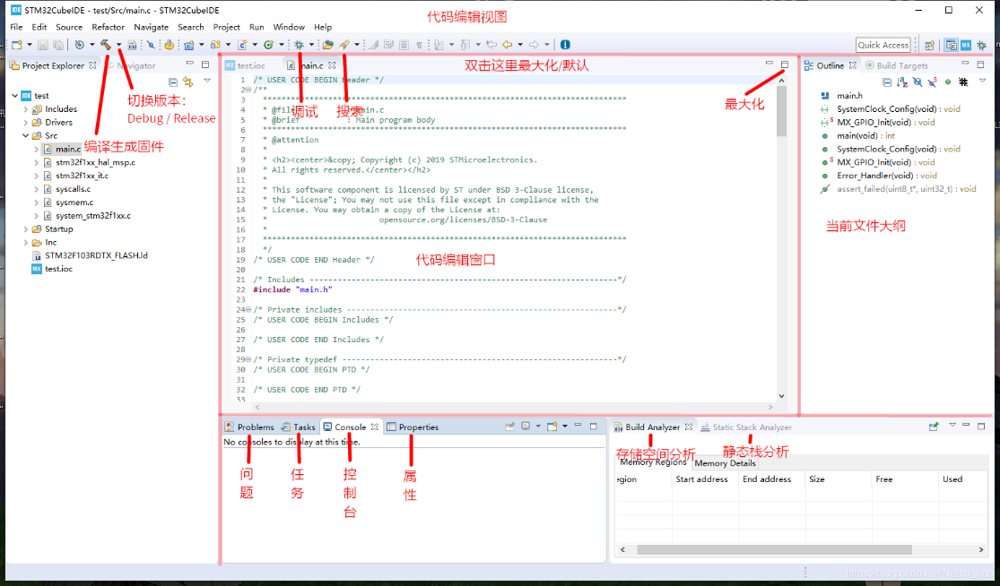 STM32CubeIDE - test/Src/main.c - STM32CubeIDE
代码编辑视图
File Edit Source Refactor Navigate Search Project Run Window Help
Quick Access
Project Explorer Navigator
test.ioc main.c
双击这里最大化/默认
Outline Build Targets
最大化
调试
搜索
切换版本:
Debug / Release
编译生成固件
test
Includes
Drivers
Src
main.c
stm32f1xx_hal_msp.c
stm32f1xx_it.c
syscalls.c
sysmem.c
system_stm32f1xx.c
Startup
Inc
STM32F103RDTX_FLASH.ld
test.ioc
1 /* USER CODE BEGIN Header */
2 /**
3 ******************************************************************************
4 * @file : main.c
5 * @brief : Main program body
6 ******************************************************************************
7 * @attention
8 *
9 * <h2><center>&copy; Copyright (c) 2019 STMicroelectronics.
10 * All rights reserved.</center></h2>
11 *
12 * This software component is licensed by ST under BSD 3-Clause license,
13 * the "License"; You may not use this file except in compliance with the
14 * License. You may obtain a copy of the License at:
15 * opensource.org/licenses/BSD-3-Clause
16 *
17 ******************************************************************************
18 */
19 /* USER CODE END Header */
代码编辑窗口
20
21 /* Includes ------------------------------------------------------------------*/
22 #include "main.h"
23
24 /* Private includes ----------------------------------------------------------*/
25 /* USER CODE BEGIN Includes */
26
27 /* USER CODE END Includes */
28
29 /* Private typedef -----------------------------------------------------------*/
30 /* USER CODE BEGIN PTD */
31
32 /* USER CODE END PTD */
33
main.h
SystemClock_Config(void) : void
MX_GPIO_Init(void) : void
main(void) : int
SystemClock_Config(void) : void
MX_GPIO_Init(void) : void
Error_Handler(void) : void
assert_failed(uint8_t*, uint32_t) : void
当前文件大纲
Problems Tasks Console Properties
No consoles to display at this time.
问题
任务
控制台
属性
Build Analyzer Static Stack Analyzer
存储空间分析
静态栈分析
Memory Regions Memory Details
gion Start address End address Size Free Used